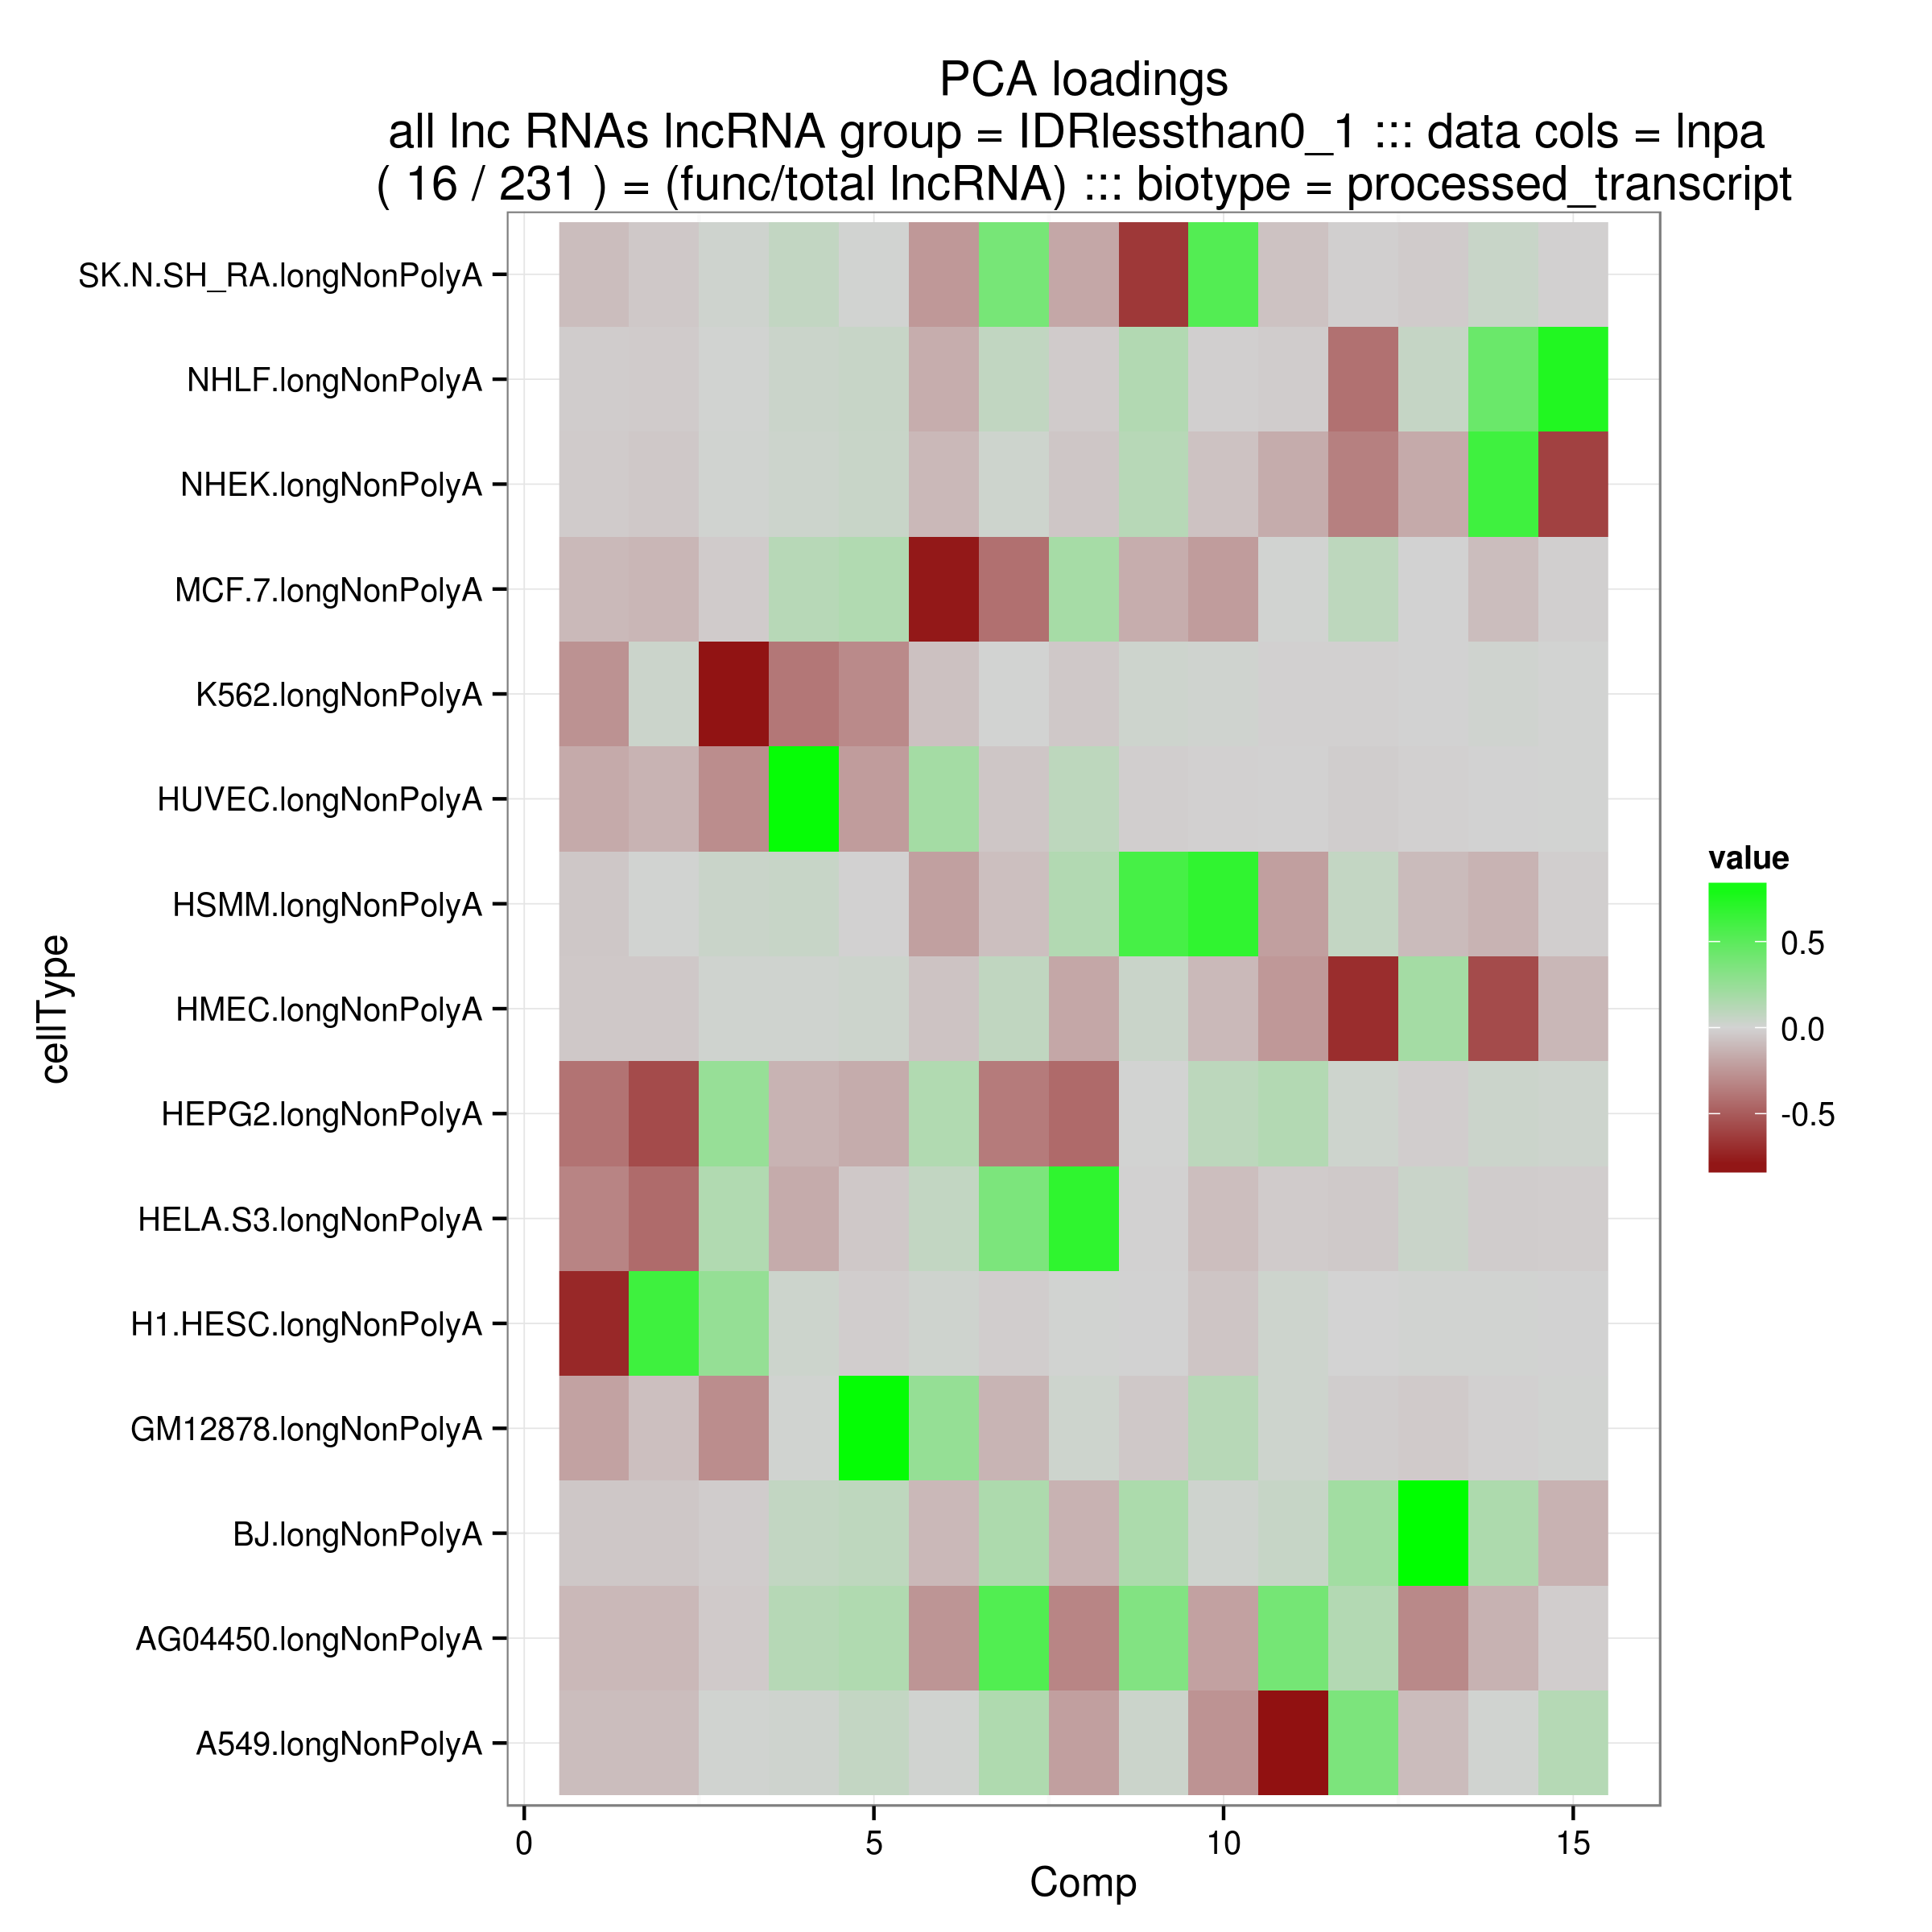 PCA loadings
all lnc RNAs lncRNA group = IDRlessthan0_1 ::: data cols = lnpa
( 16 / 231 ) = (func/total lncRNA) ::: biotype = processed_transcript
SK.N.SH_RA.longNonPolyA
NHLF.longNonPolyA
NHEK.longNonPolyA
MCF.7.longNonPolyA
K562.longNonPolyA
HUVEC.longNonPolyA
HSMM.longNonPolyA
HMEC.longNonPolyA
HEPG2.longNonPolyA
HELA.S3.longNonPolyA
H1.HESC.longNonPolyA
GM12878.longNonPolyA
BJ.longNonPolyA
AG04450.longNonPolyA
A549.longNonPolyA
cellType
0 5 10 15
Comp
value
0.5
0.0
-0.5